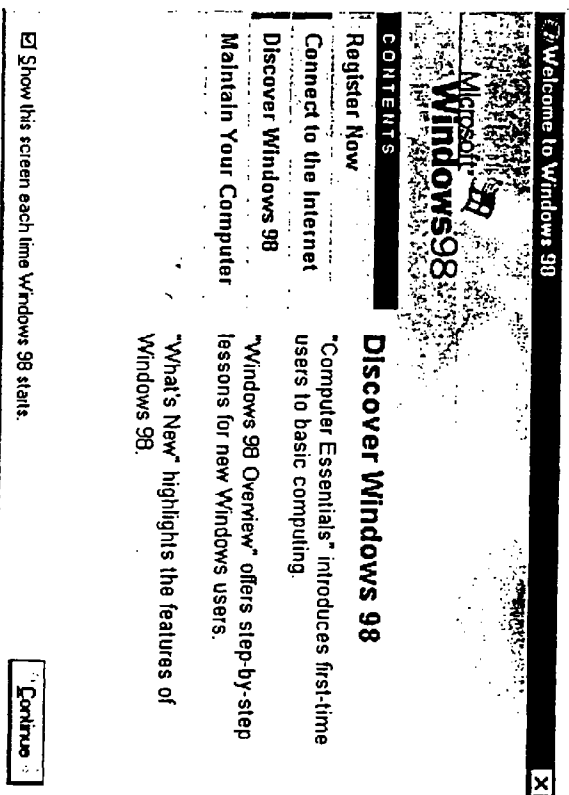 Welcome to Windows 98
Microsoft
Windows98
CONTENTS
Register Now
Connect to the Internet
Discover Windows 98
Maintain Your Computer
Discover Windows 98
"Computer Essentials" introduces first-time
users to basic computing.
"Windows 98 Overview" offers step-by-step
lessons for new Windows users.
"What's New" highlights the features of
Windows 98.
Show this screen each time Windows 98 starts.
Continue